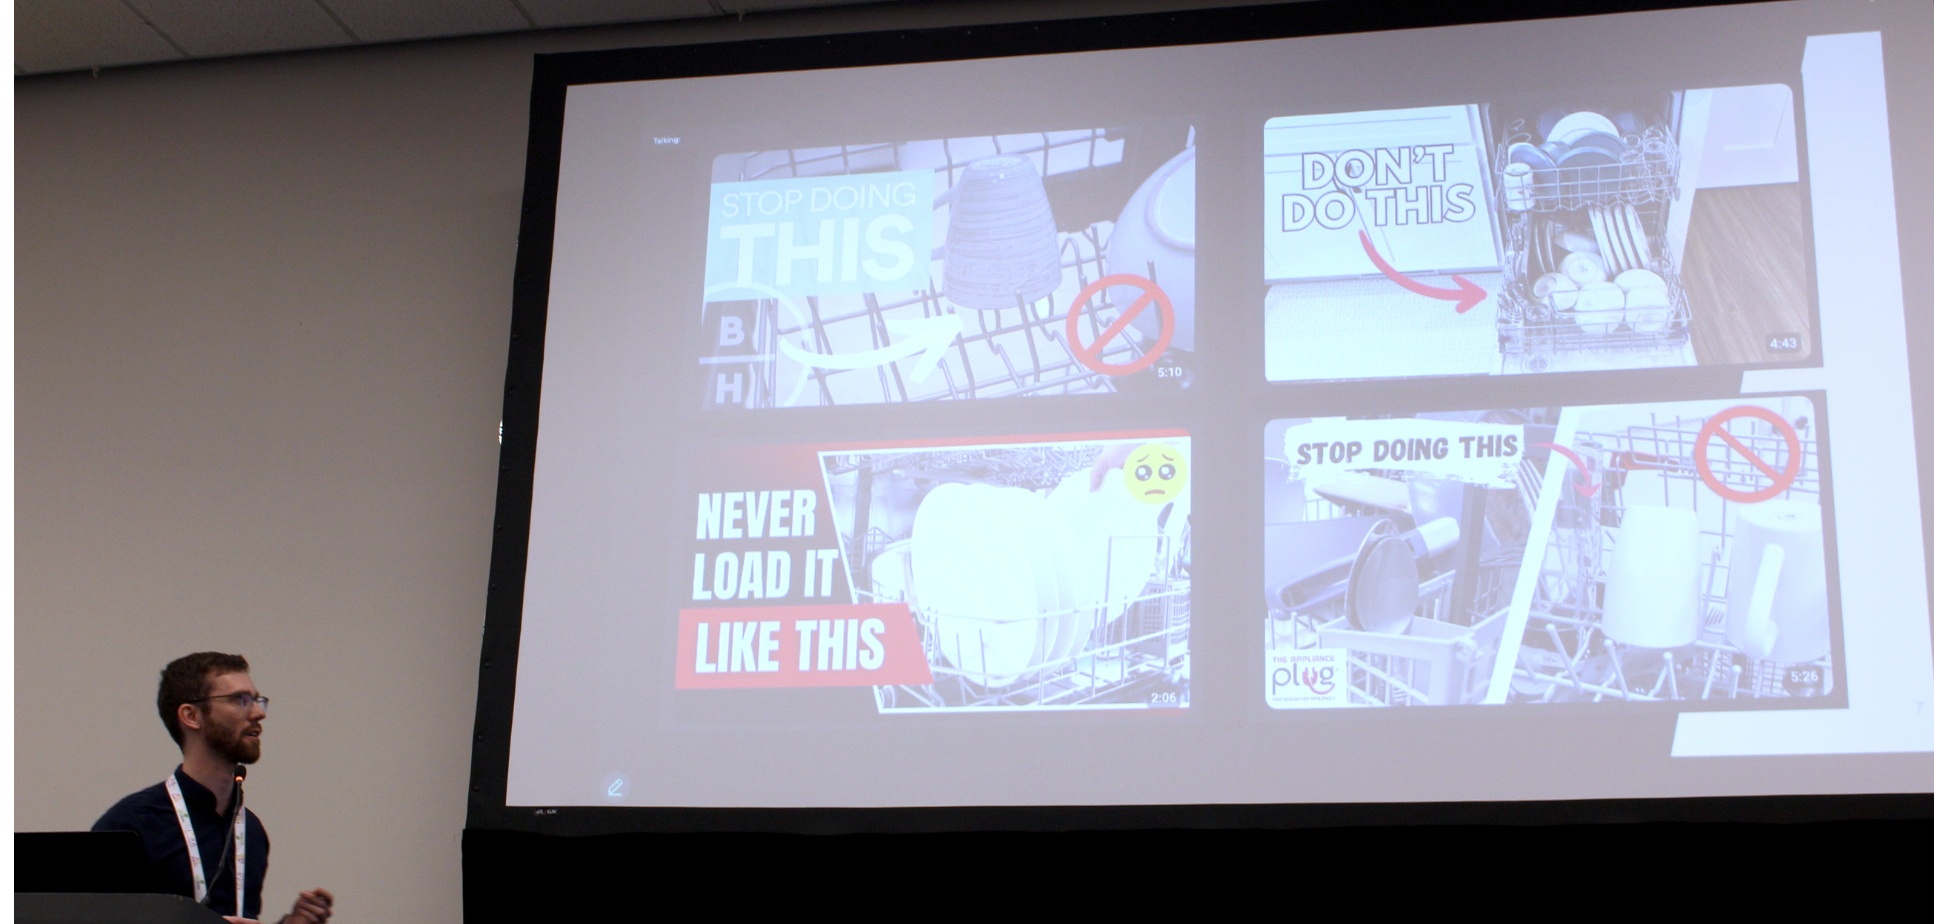 Talking:
STOP DOING
THIS
B
H
5:10
DON'T
DO THIS
4:43
NEVER
LOAD IT
LIKE THIS
2:06
STOP DOING THIS
THE APPLIANCE
plug
5:26
7